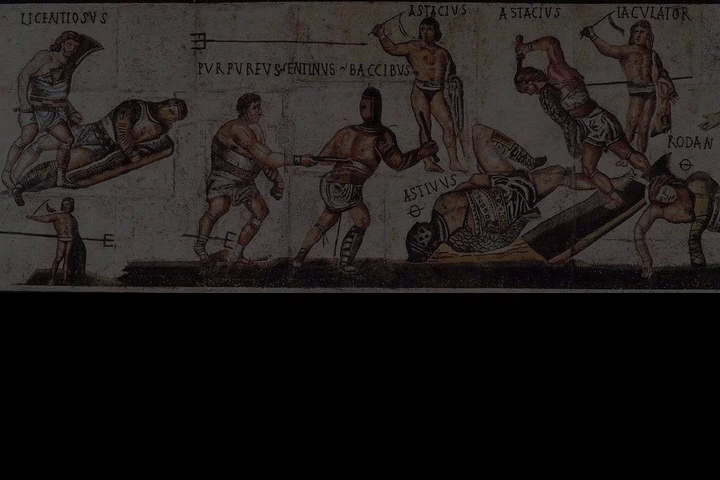 LICENTIOSVS
ASTACIVS
ASTACIVS
IACVLATOR
PVRPVREVS ENTINVS ~ BACCIBVS
RODAN
ASTIVVS